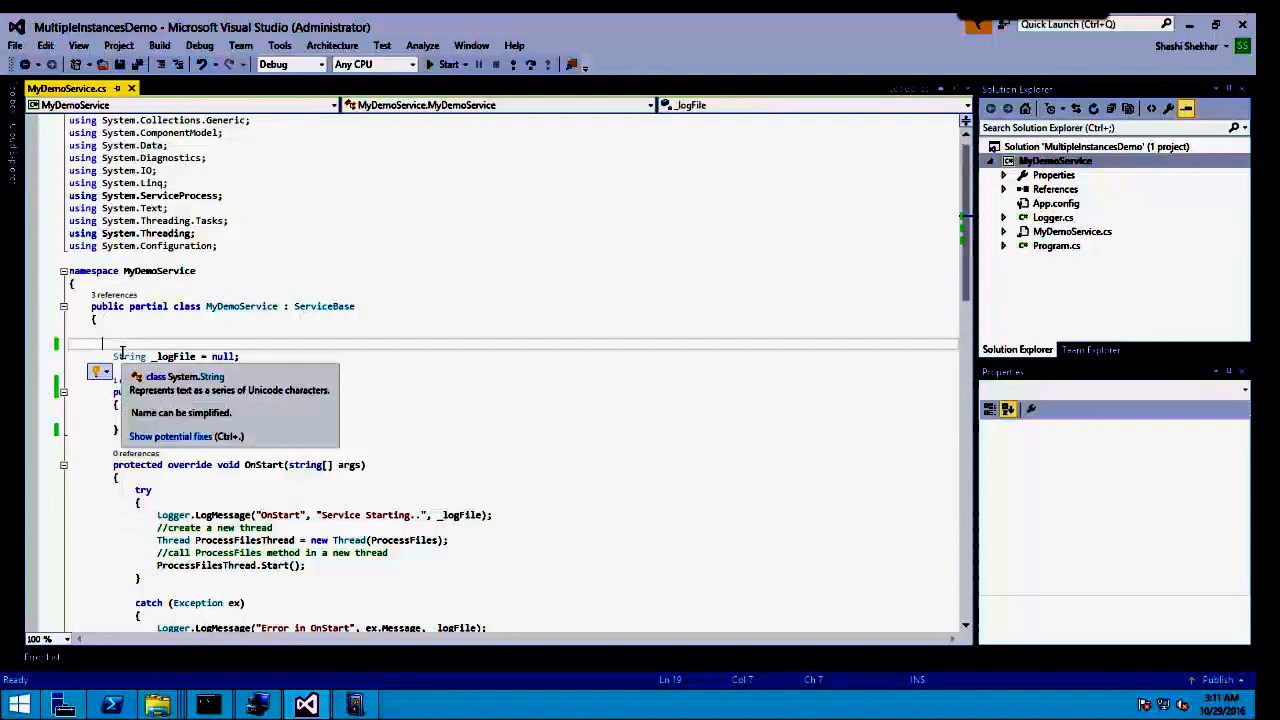 MultipleInstancesDemo - Microsoft Visual Studio (Administrator)
Quick Launch (Ctrl+Q)
File Edit View Project Build Debug Team Tools Architecture Test Analyze Window Help
Shashi Shekhar SS
Debug Any CPU Start
MyDemoService.cs
Solution Explorer
MyDemoService MyDemoService.MyDemoService _logFile
using System.Collections.Generic;
using System.ComponentModel;
using System.Data;
using System.Diagnostics;
using System.IO;
using System.Linq;
using System.ServiceProcess;
using System.Text;
using System.Threading.Tasks;
using System.Threading;
using System.Configuration;
namespace MyDemoService
{
3 references
public partial class MyDemoService : ServiceBase
{
String _logFile = null;
class System.String
Represents text as a series of Unicode characters.
Name can be simplified.
Show potential fixes (Ctrl+.)
{
}
0 references
protected override void OnStart(string[] args)
{
try
{
Logger.LogMessage("OnStart", "Service Starting..", _logFile);
//create a new thread
Thread ProcessFilesThread = new Thread(ProcessFiles);
//call ProcessFiles method in a new thread
ProcessFilesThread.Start();
}
catch (Exception ex)
{
Logger.LogMessage("Error in OnStart", ex.Message, _logFile);
100 %
Error List
Search Solution Explorer (Ctrl+;)
Solution 'MultipleInstancesDemo' (1 project)
MyDemoService
Properties
References
App.config
Logger.cs
MyDemoService.cs
Program.cs
Solution Explorer Team Explorer
Properties
Ready Ln 19 Col 7 Ch 7 INS Publish
3:11 AM
10/29/2016